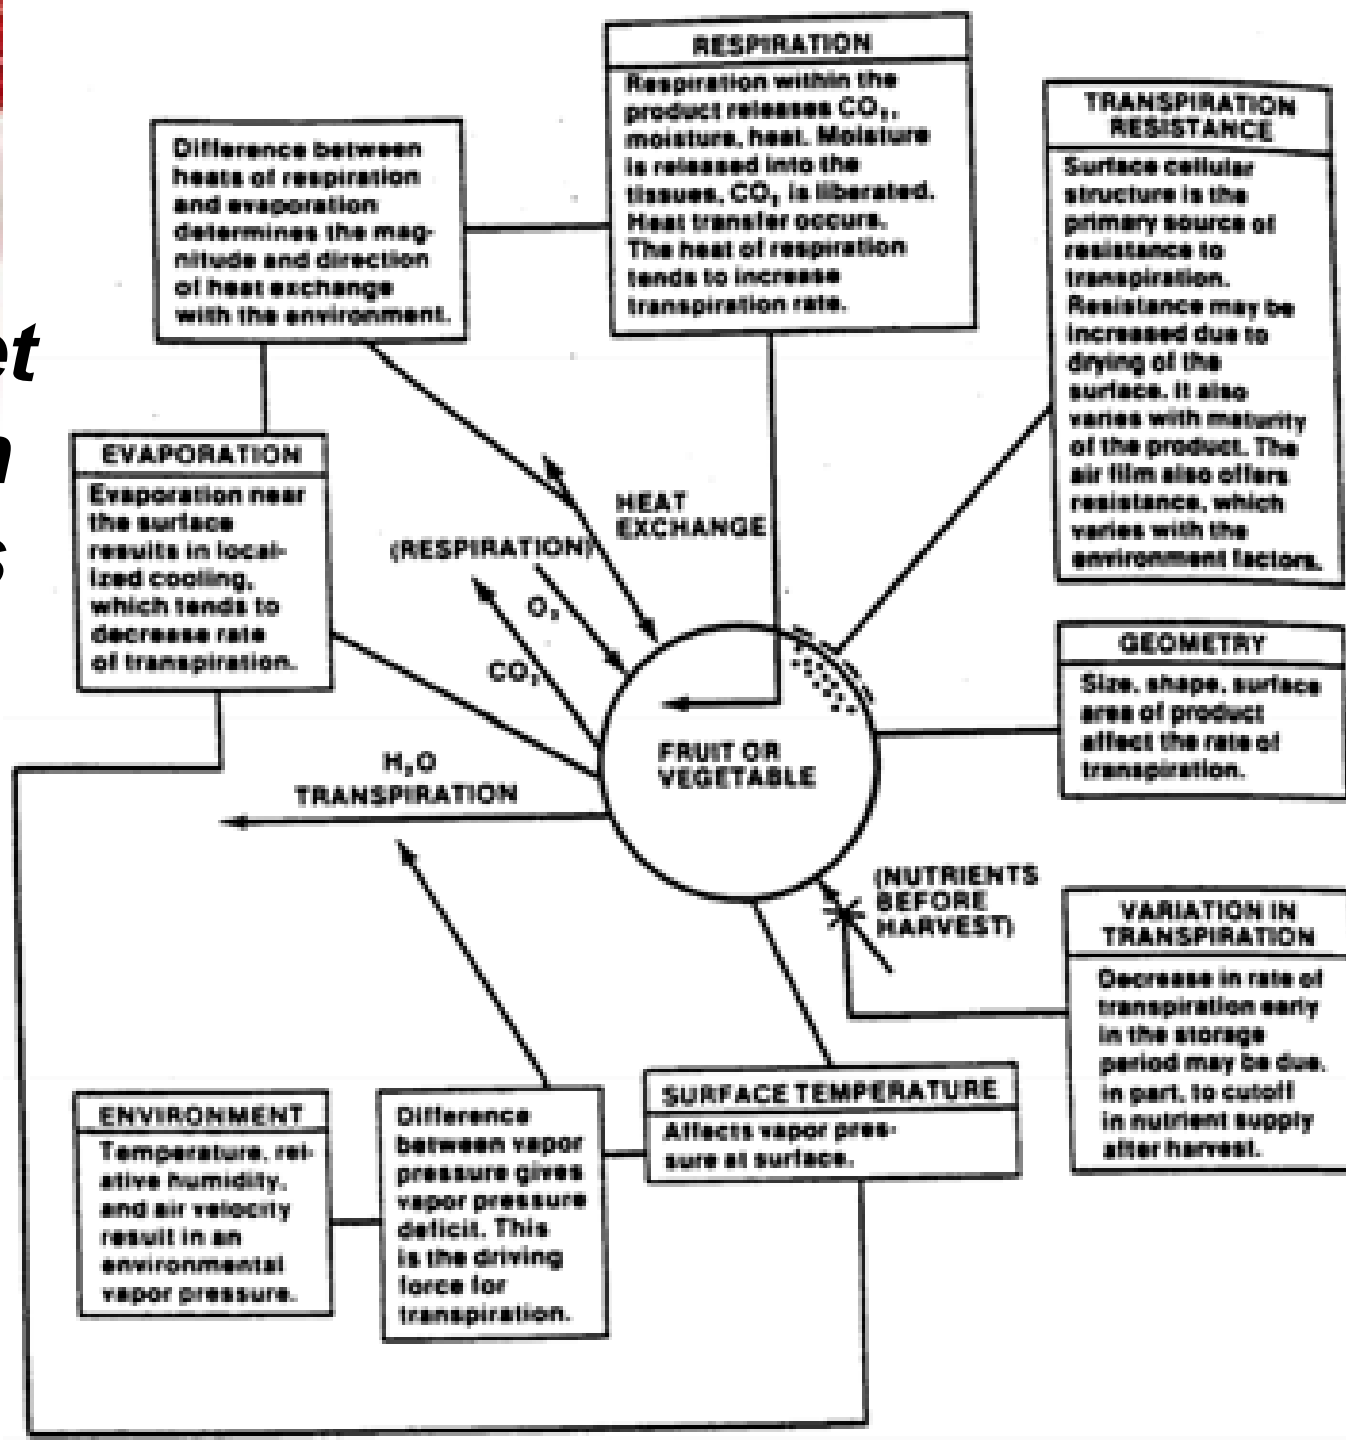 RESPIRATION
Respiration within the
product releases CO₂,
moisture, heat. Moisture
is released into the
tissues, CO₂ is liberated.
Heat transfer occurs.
The heat of respiration
tends to increase
transpiration rate.
TRANSPIRATION
RESISTANCE
Surface cellular
structure is the
primary source of
resistance to
transpiration.
Resistance may be
increased due to
drying of the
surface. It also
varies with maturity
of the product. The
air film also offers
resistance, which
varies with the
environment factors.
Difference between
heats of respiration
and evaporation
determines the mag-
nitude and direction
of heat exchange
with the environment.
et
n
s
EVAPORATION
Evaporation near
the surface
results in local-
ized cooling,
which tends to
decrease rate
of transpiration.
HEAT
EXCHANGE
(RESPIRATION)
O₂
CO₂
H₂O
TRANSPIRATION
FRUIT OR
VEGETABLE
GEOMETRY
Size, shape, surface
area of product
affect the rate of
transpiration.
(NUTRIENTS
BEFORE
HARVEST)
VARIATION IN
TRANSPIRATION
Decrease in rate of
transpiration early
in the storage
period may be due,
in part, to cutoff
in nutrient supply
after harvest.
SURFACE TEMPERATURE
Affects vapor pres-
sure at surface.
ENVIRONMENT
Temperature, rel-
ative humidity,
and air velocity
result in an
environmental
vapor pressure.
Difference
between vapor
pressure gives
vapor pressure
deficit. This
is the driving
force for
transpiration.